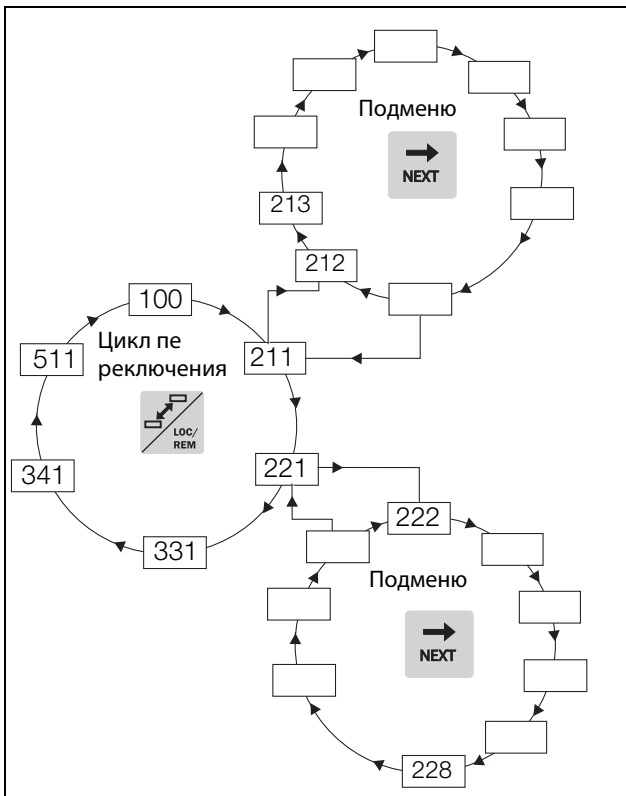 Подменю
NEXT
213
212
100
Цикл пе
реключения
511
211
LOC/
REM
341
221
331
222
Подменю
NEXT
228